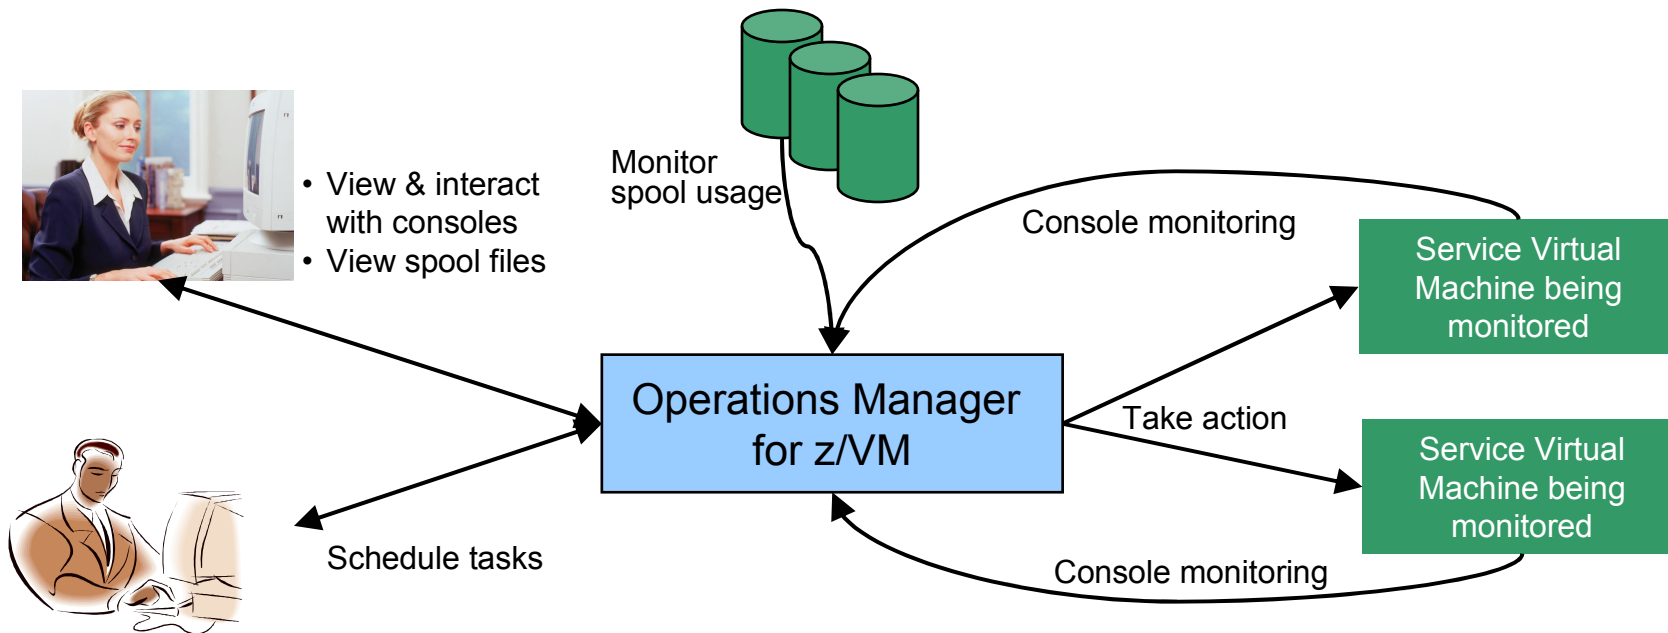 Monitor
spool usage
• View & interact
with consoles
• View spool files
Console monitoring
Service Virtual
Machine being
monitored
Operations Manager
for z/VM
Take action
Service Virtual
Machine being
monitored
Schedule tasks
Console monitoring